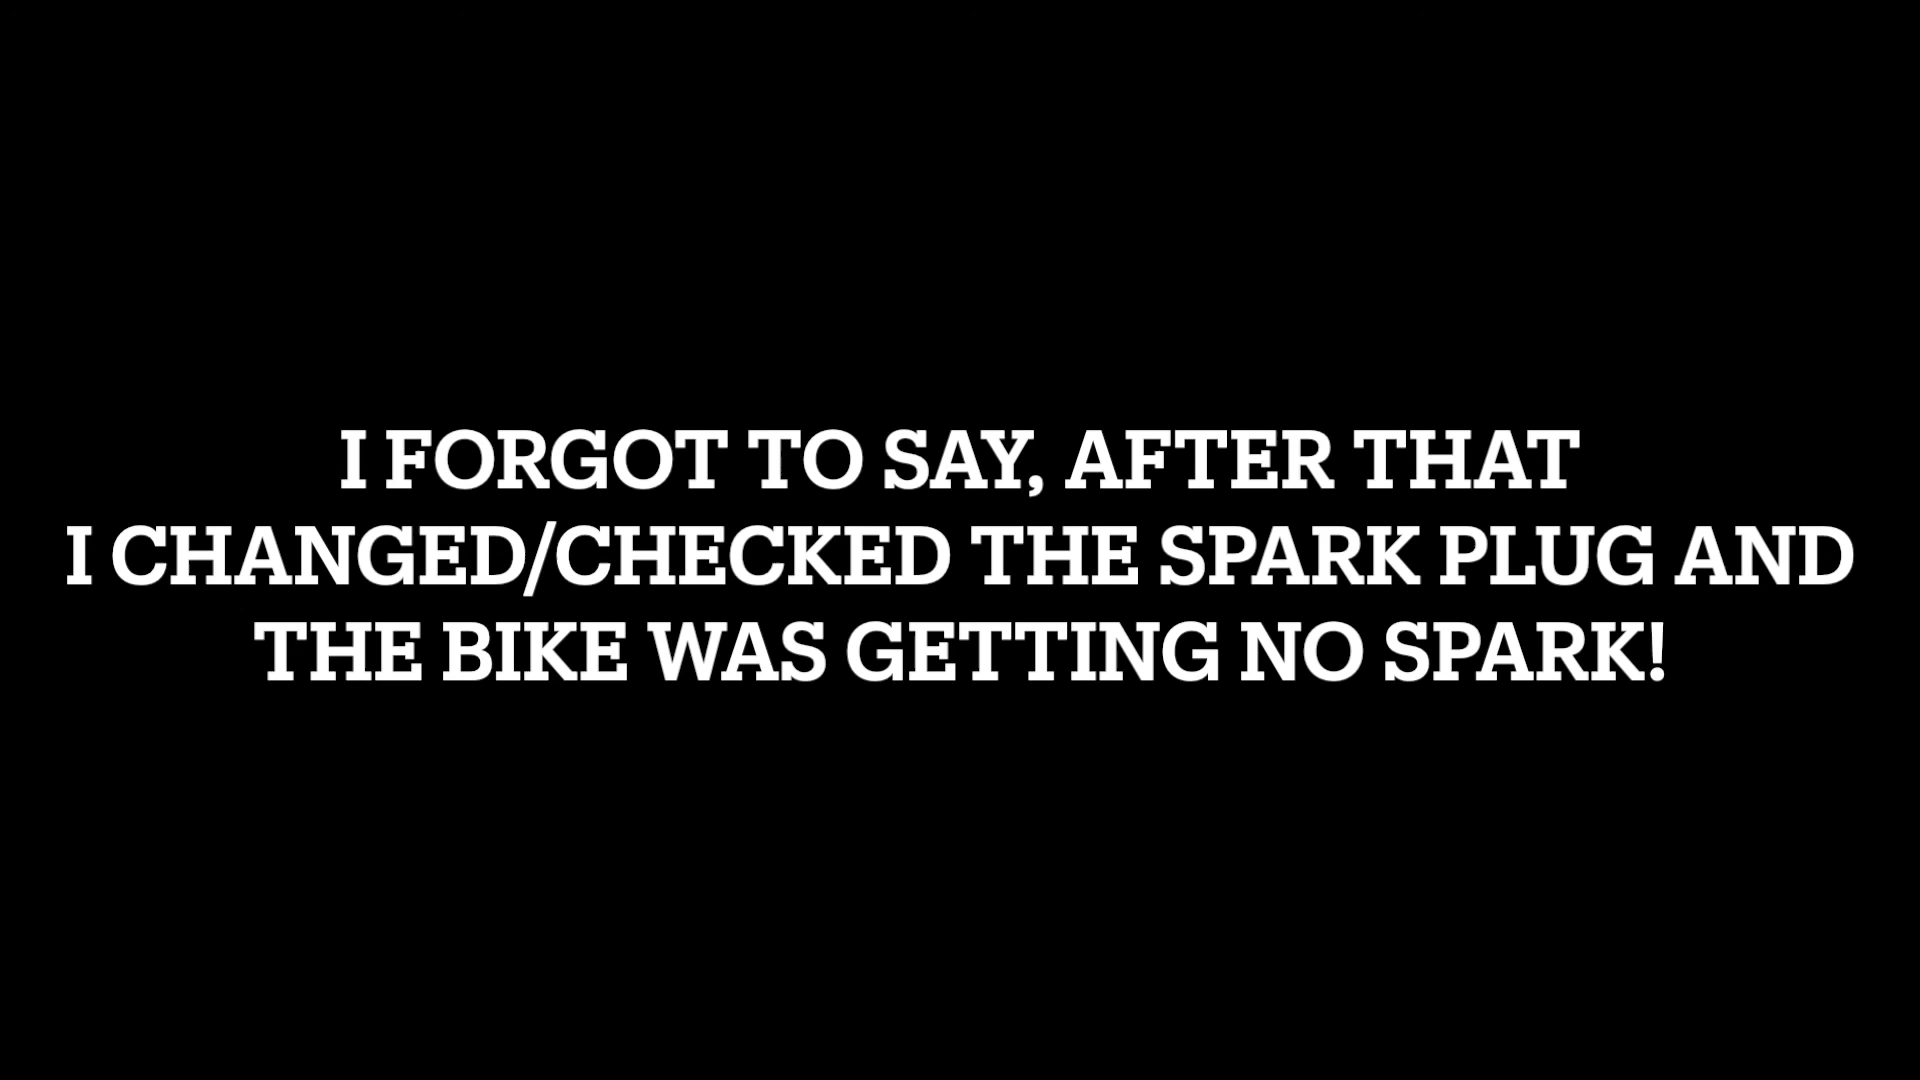 I FORGOT TO SAY, AFTER THAT
I CHANGED/CHECKED THE SPARK PLUG AND
THE BIKE WAS GETTING NO SPARK!